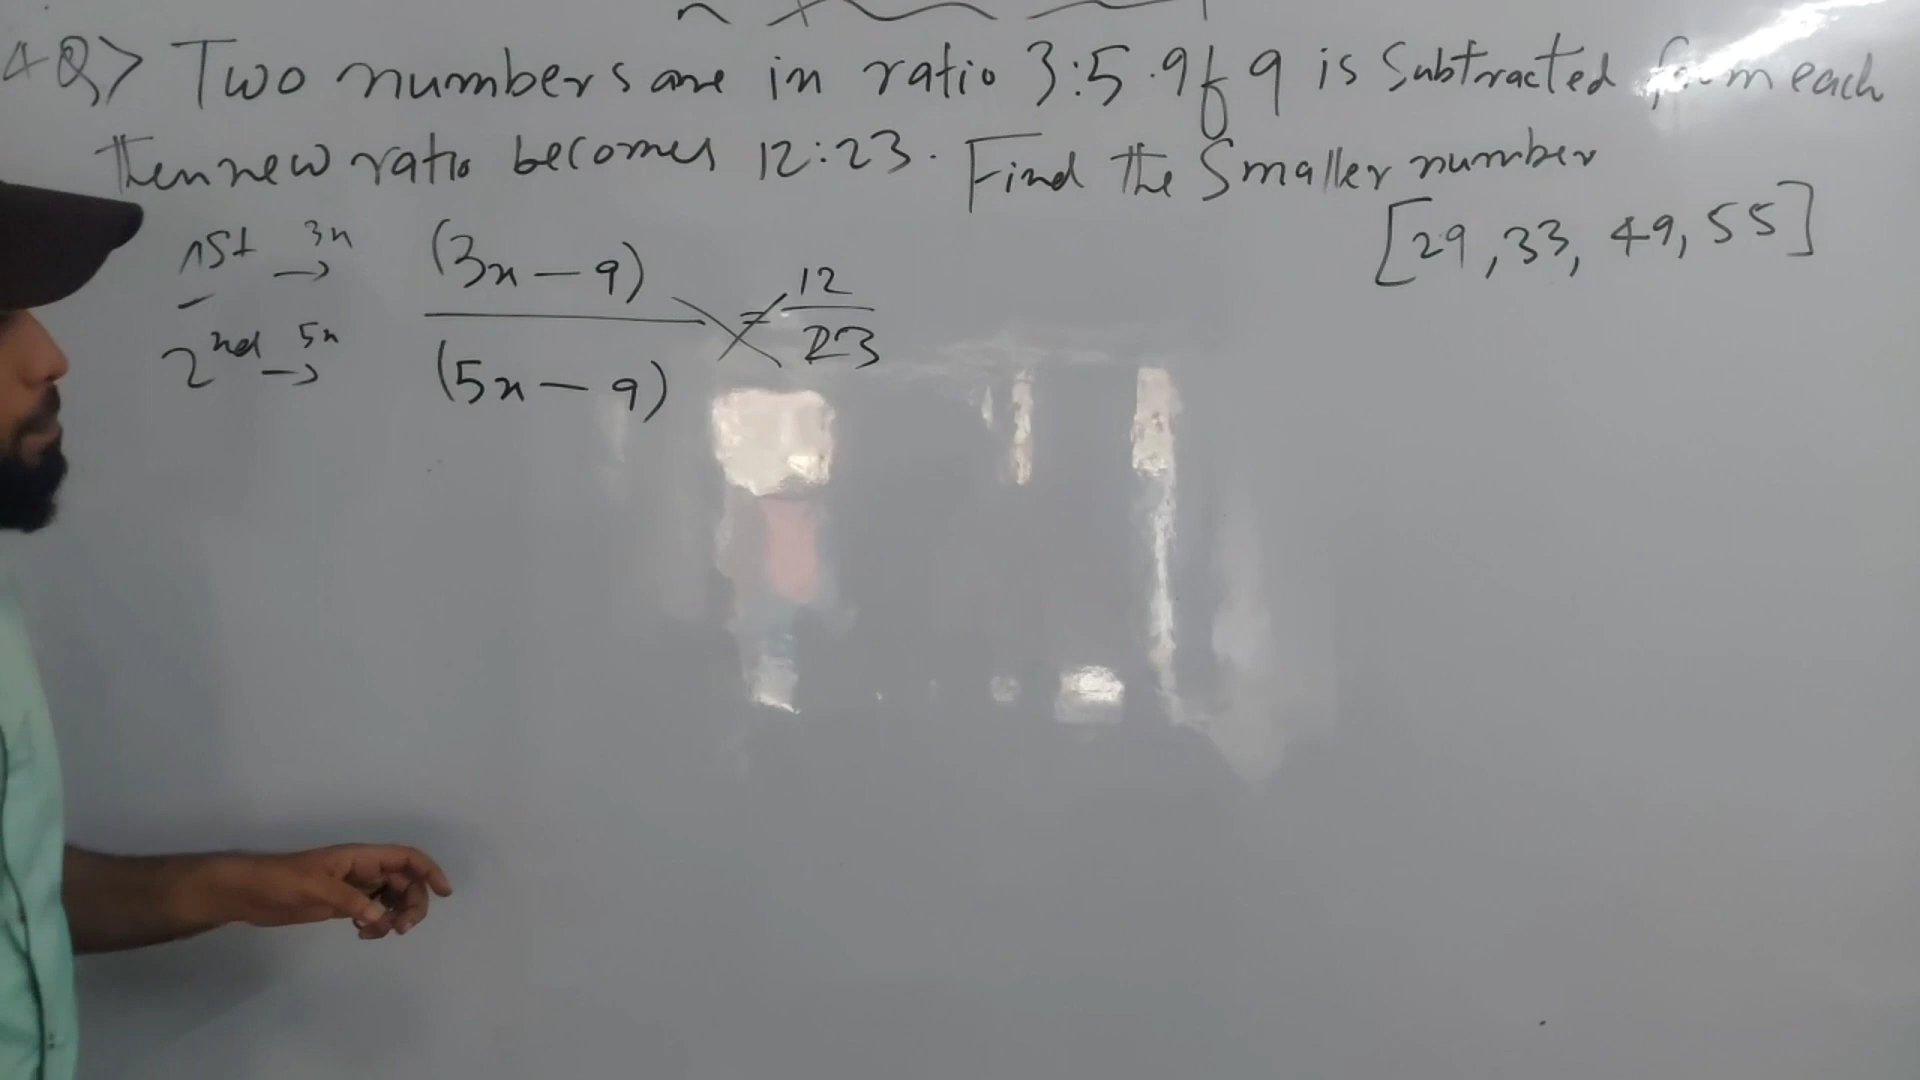 4Q> Two numbers are in ratio 3:5. If 9 is Subtracted from each
then new ratio becomes 12:23. Find the Smaller number
[29, 33, 49, 55]
1st → 3x (3x - 9) = 12
2nd → 5x (5x - 9) 23